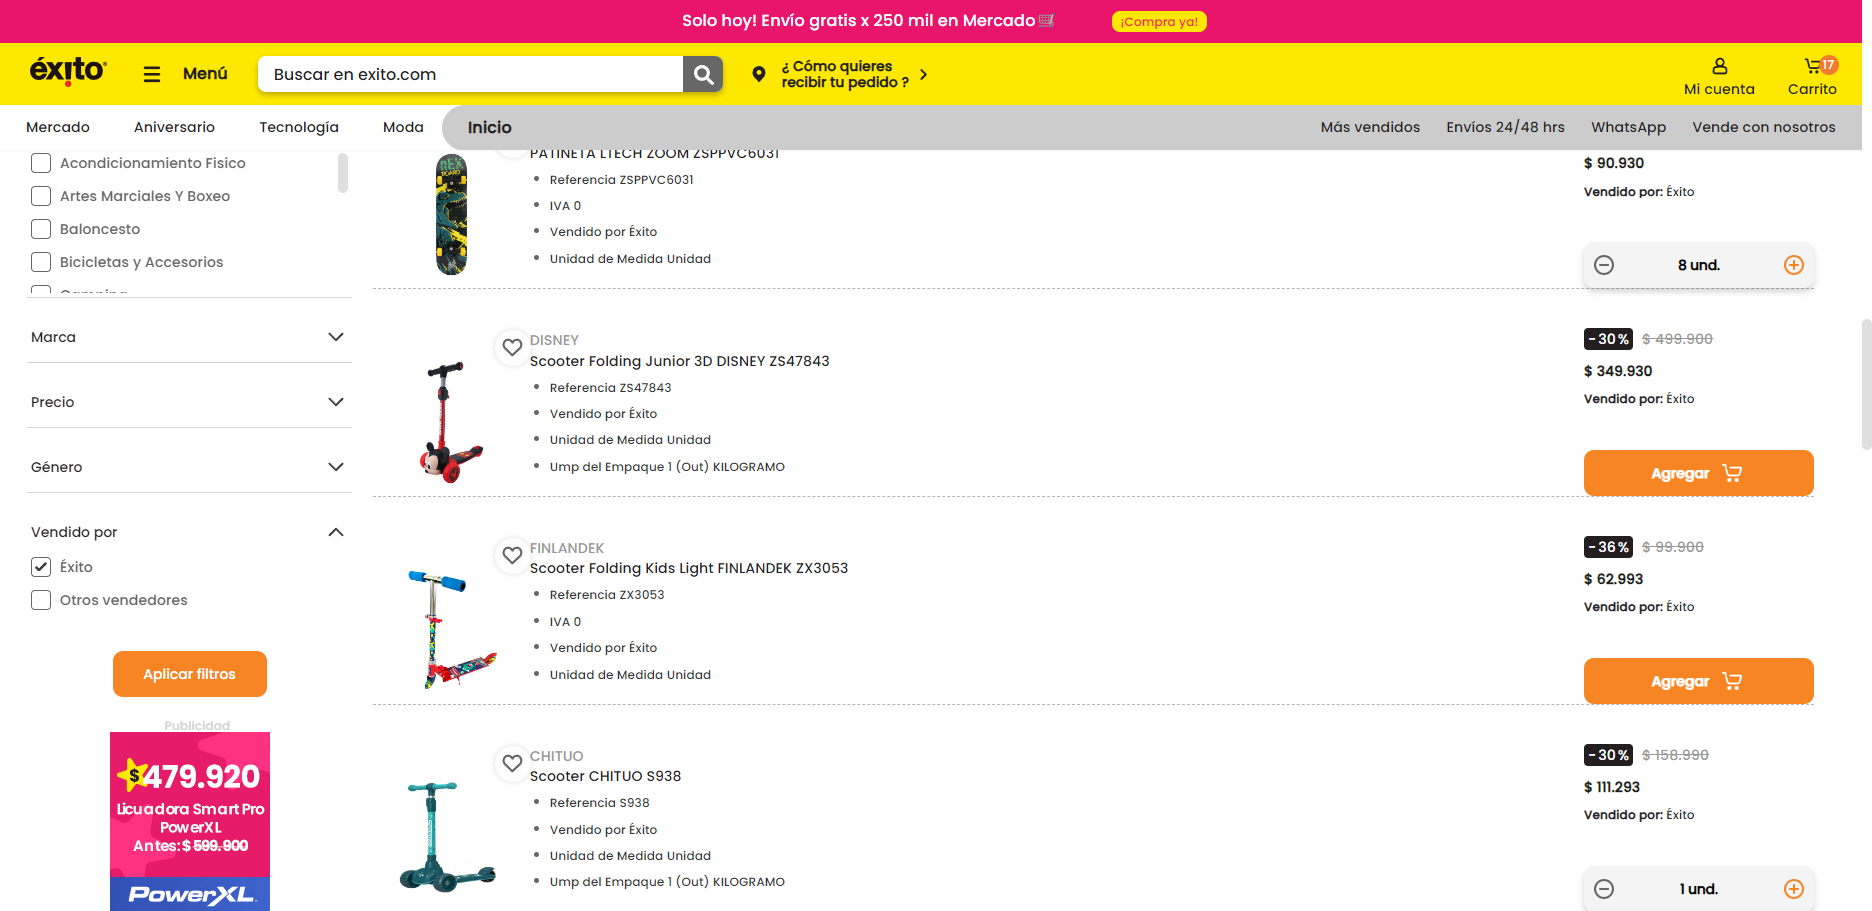 Solo hoy! Envío gratis x 250 mil en Mercado
¡Compra ya!
éxito
Menú
Buscar en exito.com
¿ Cómo quieres
recibir tu pedido ?
Mi cuenta
17
Carrito
Mercado
Aniversario
Tecnología
Moda
Inicio
Más vendidos
Envíos 24/48 hrs
WhatsApp
Vende con nosotros
Acondicionamiento Fisico
Artes Marciales Y Boxeo
Baloncesto
Bicicletas y Accesorios
Camping
Marca
Precio
Género
Vendido por
Éxito
Otros vendedores
Aplicar filtros
Publicidad
$479.920
Licuadora Smart Pro
PowerXL
Antes: $ 599.900
PowerXL
PATINETA LTECH ZOOM ZSPPVC6031
Referencia ZSPPVC6031
IVA 0
Vendido por Éxito
Unidad de Medida Unidad
$ 90.930
Vendido por: Éxito
8 und.
DISNEY
Scooter Folding Junior 3D DISNEY ZS47843
Referencia ZS47843
Vendido por Éxito
Unidad de Medida Unidad
Ump del Empaque 1 (Out) KILOGRAMO
-30% $ 499.900
$ 349.930
Vendido por: Éxito
Agregar
FINLANDEK
Scooter Folding Kids Light FINLANDEK ZX3053
Referencia ZX3053
IVA 0
Vendido por Éxito
Unidad de Medida Unidad
-36% $ 99.900
$ 62.993
Vendido por: Éxito
Agregar
CHITUO
Scooter CHITUO S938
Referencia S938
Vendido por Éxito
Unidad de Medida Unidad
Ump del Empaque 1 (Out) KILOGRAMO
-30% $ 158.990
$ 111.293
Vendido por: Éxito
1 und.